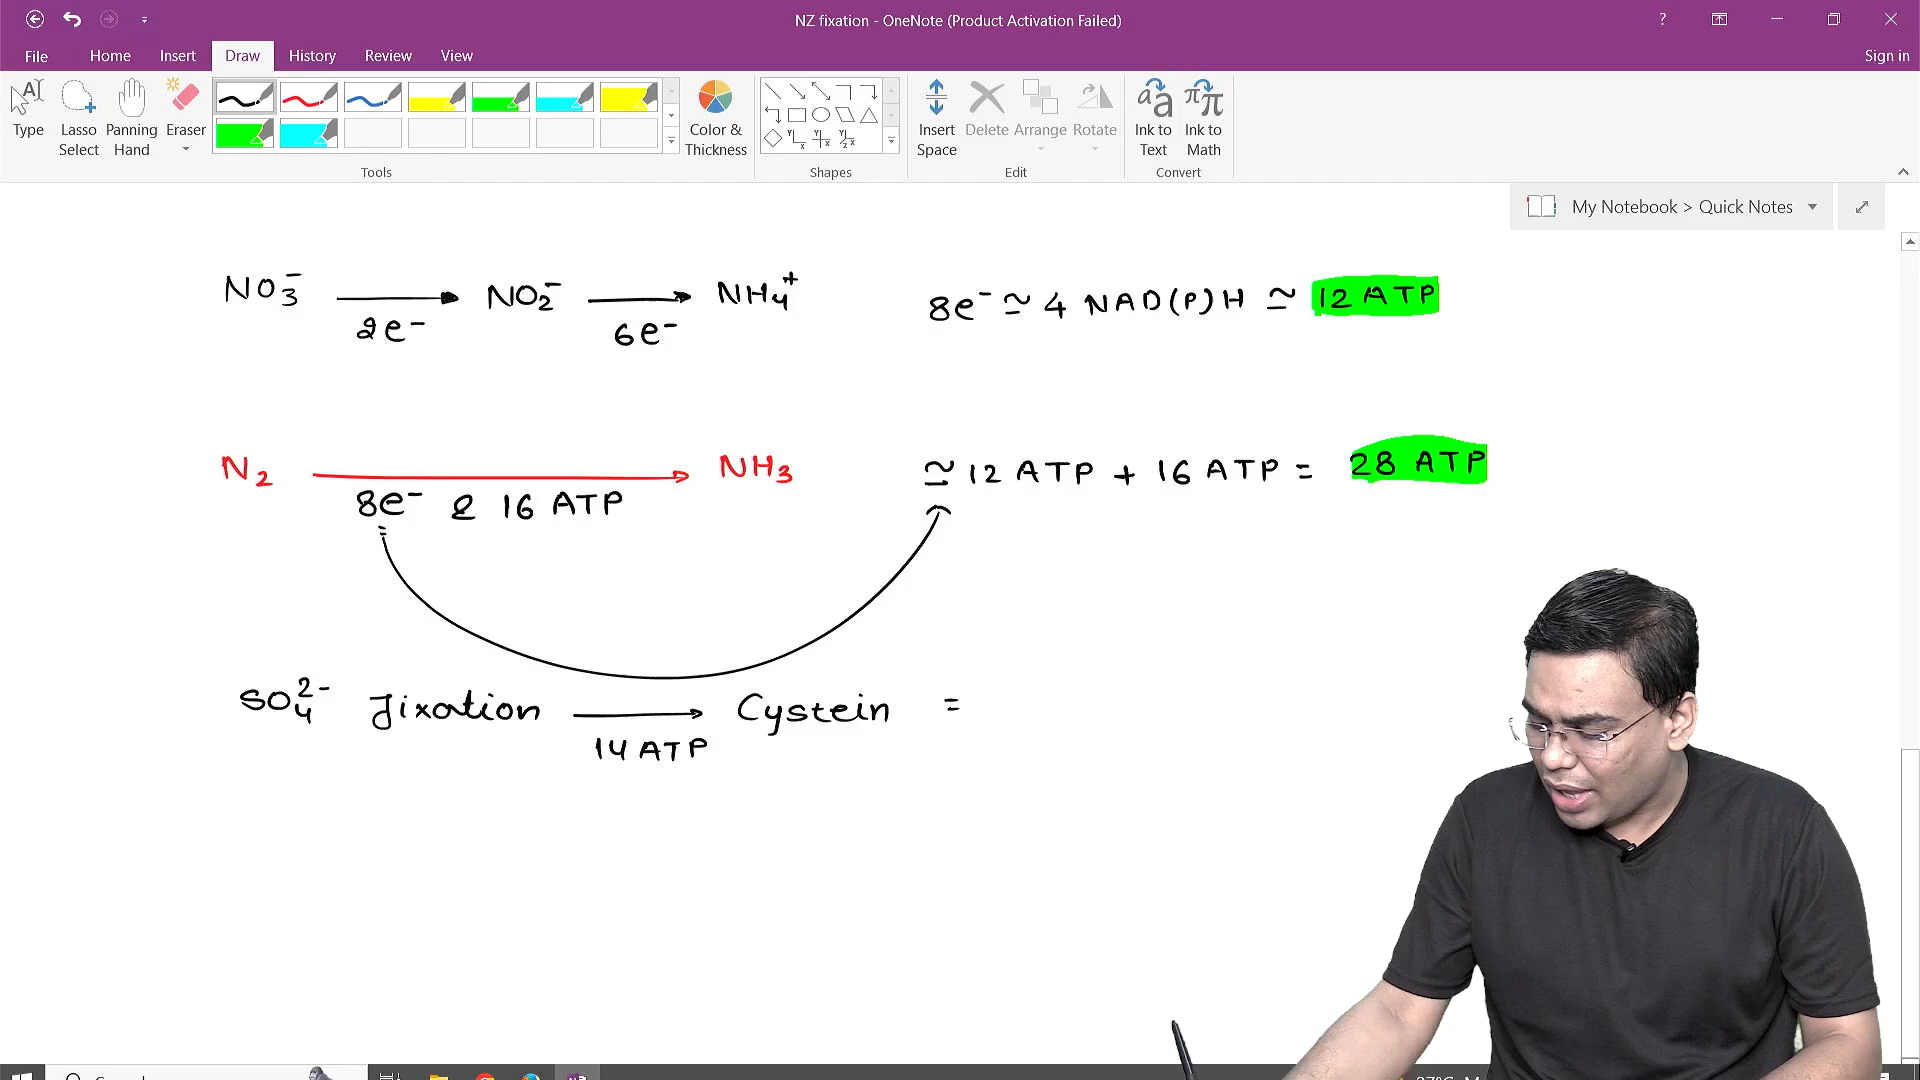 NZ fixation - OneNote (Product Activation Failed)
?
File Home Insert Draw History Review View
Sign in
Type
Lasso Select
Panning Hand
Eraser
Color & Thickness
Insert Space
Delete
Arrange
Rotate
Ink to Text
Ink to Math
Tools
Shapes
Edit
Convert
My Notebook > Quick Notes
NO₃⁻ → NO₂⁻ → NH₄⁺ 8e⁻ ≃ 4 NAD(P)H ≃ 12 ATP
2e⁻ 6e⁻
N₂ → NH₃ ≃ 12 ATP + 16 ATP = 28 ATP
8e⁻ & 16 ATP
SO₄²⁻ fixation → Cystein =
14 ATP